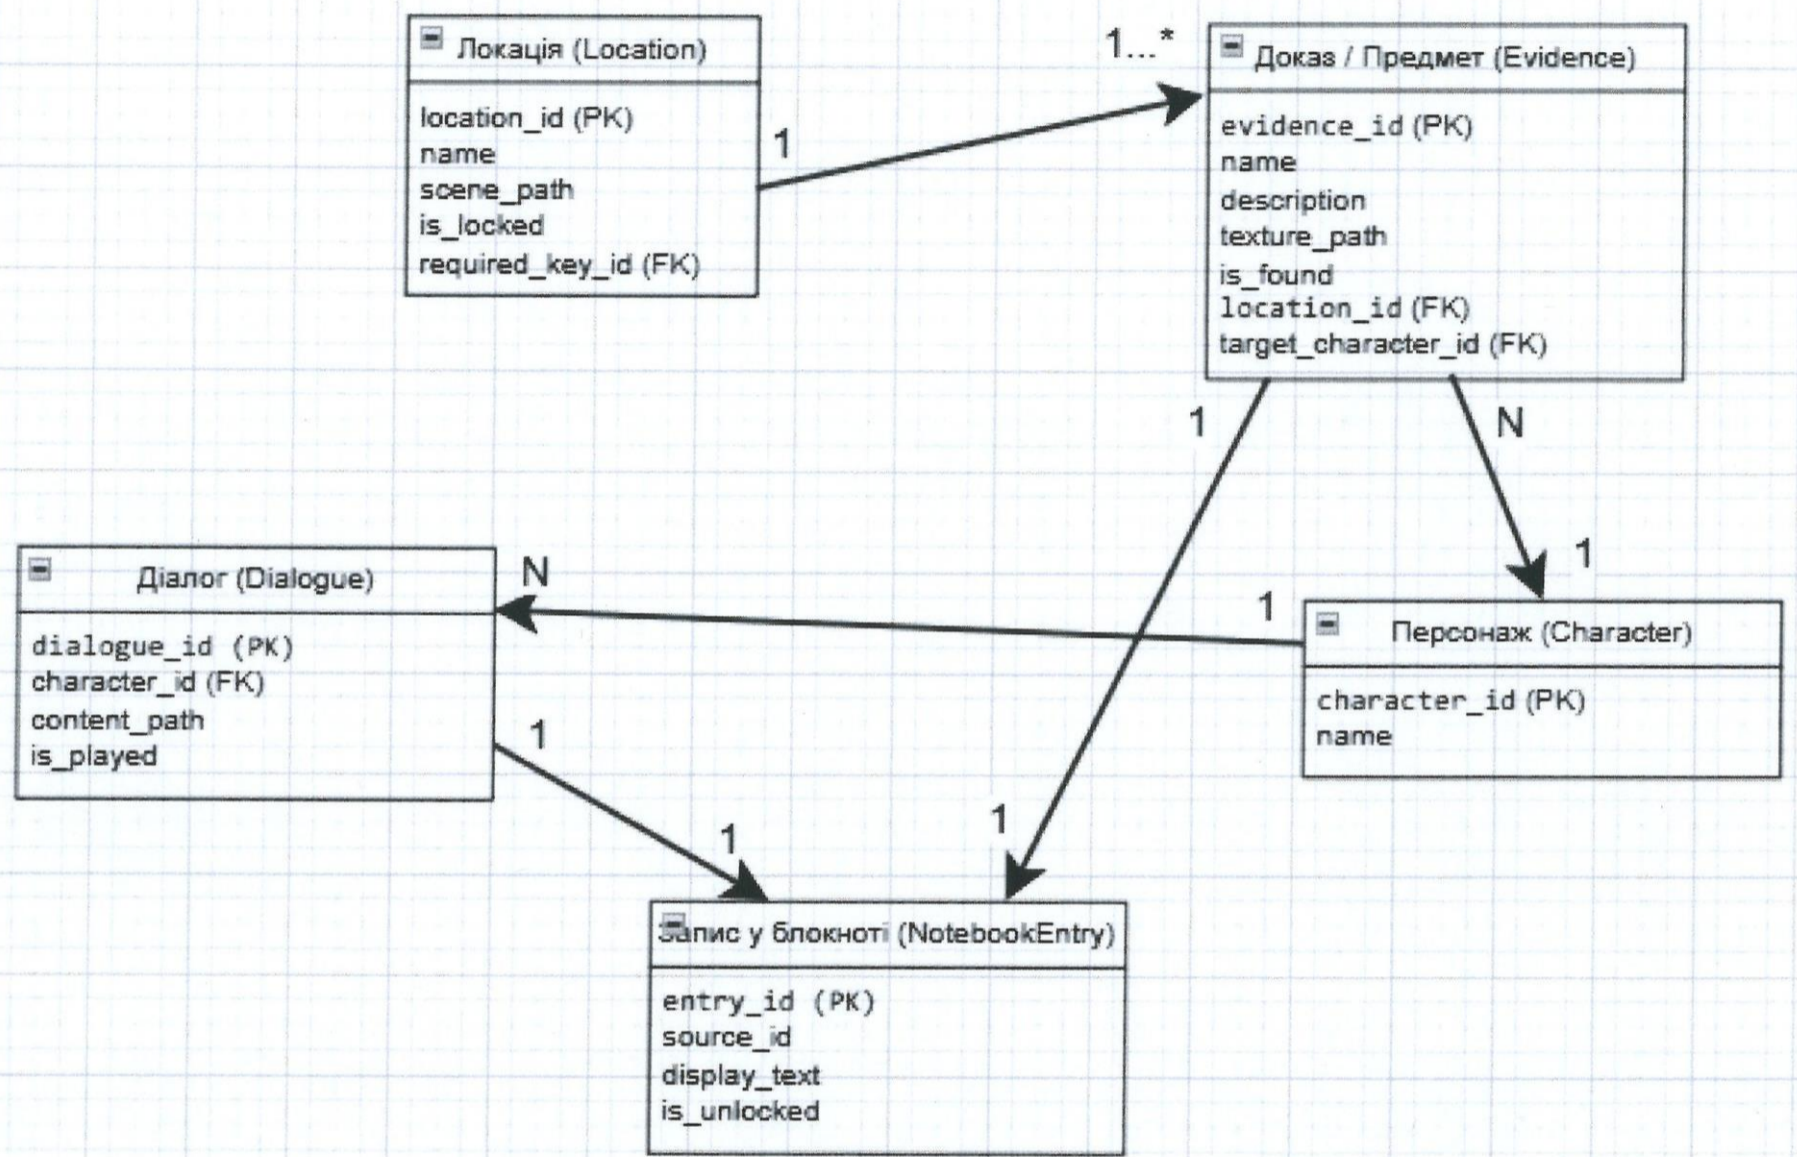 Локація (Location)
location_id (PK)
name
scene_path
is_locked
required_key_id (FK)
1
1...*
Доказ / Предмет (Evidence)
evidence_id (PK)
name
description
texture_path
is_found
location_id (FK)
target_character_id (FK)
1
N
1
Діалог (Dialogue)
dialogue_id (PK)
character_id (FK)
content_path
is_played
N
1
Персонаж (Character)
character_id (PK)
name
1
1
1
Запис у блокноті (NotebookEntry)
entry_id (PK)
source_id
display_text
is_unlocked